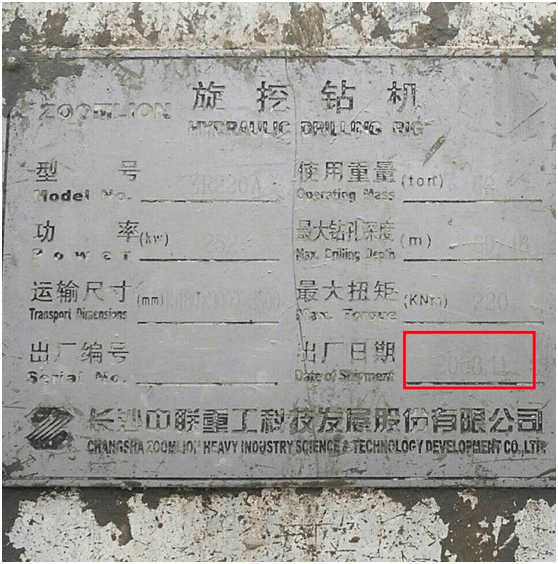 ZOOMLION 旋挖钻机
HYDRAULIC DRILLING RIG
型 号
Model No.
使用重量 (ton)
Operating Mass
功 率 (kw)
Power
最大钻孔深度 (m)
Max. Drilling Depth
运输尺寸 (mm)
Transport Dimensions
最大扭矩 (KNm) 220
Max. Torque
出厂编号
Serial No.
出厂日期
Date of Shipment
长沙中联重工科技发展股份有限公司
CHANGSHA ZOOMLION HEAVY INDUSTRY SCIENCE & TECHNOLOGY DEVELOPMENT CO.,LTD